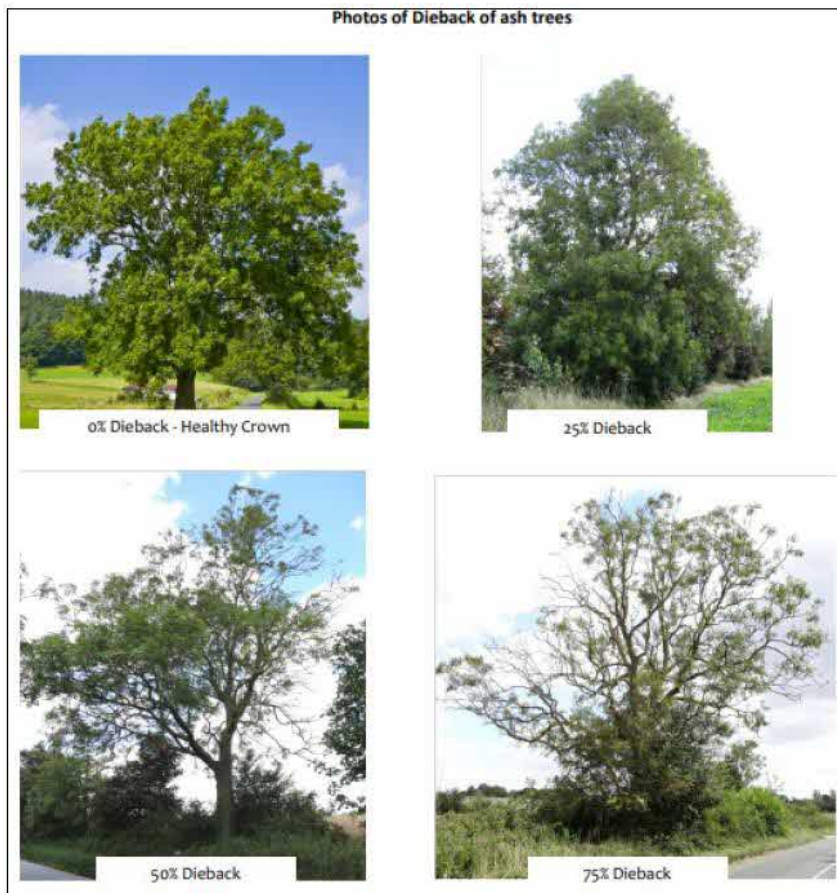 Photos of Dieback of ash trees
0% Dieback - Healthy Crown
25% Dieback
50% Dieback
75% Dieback